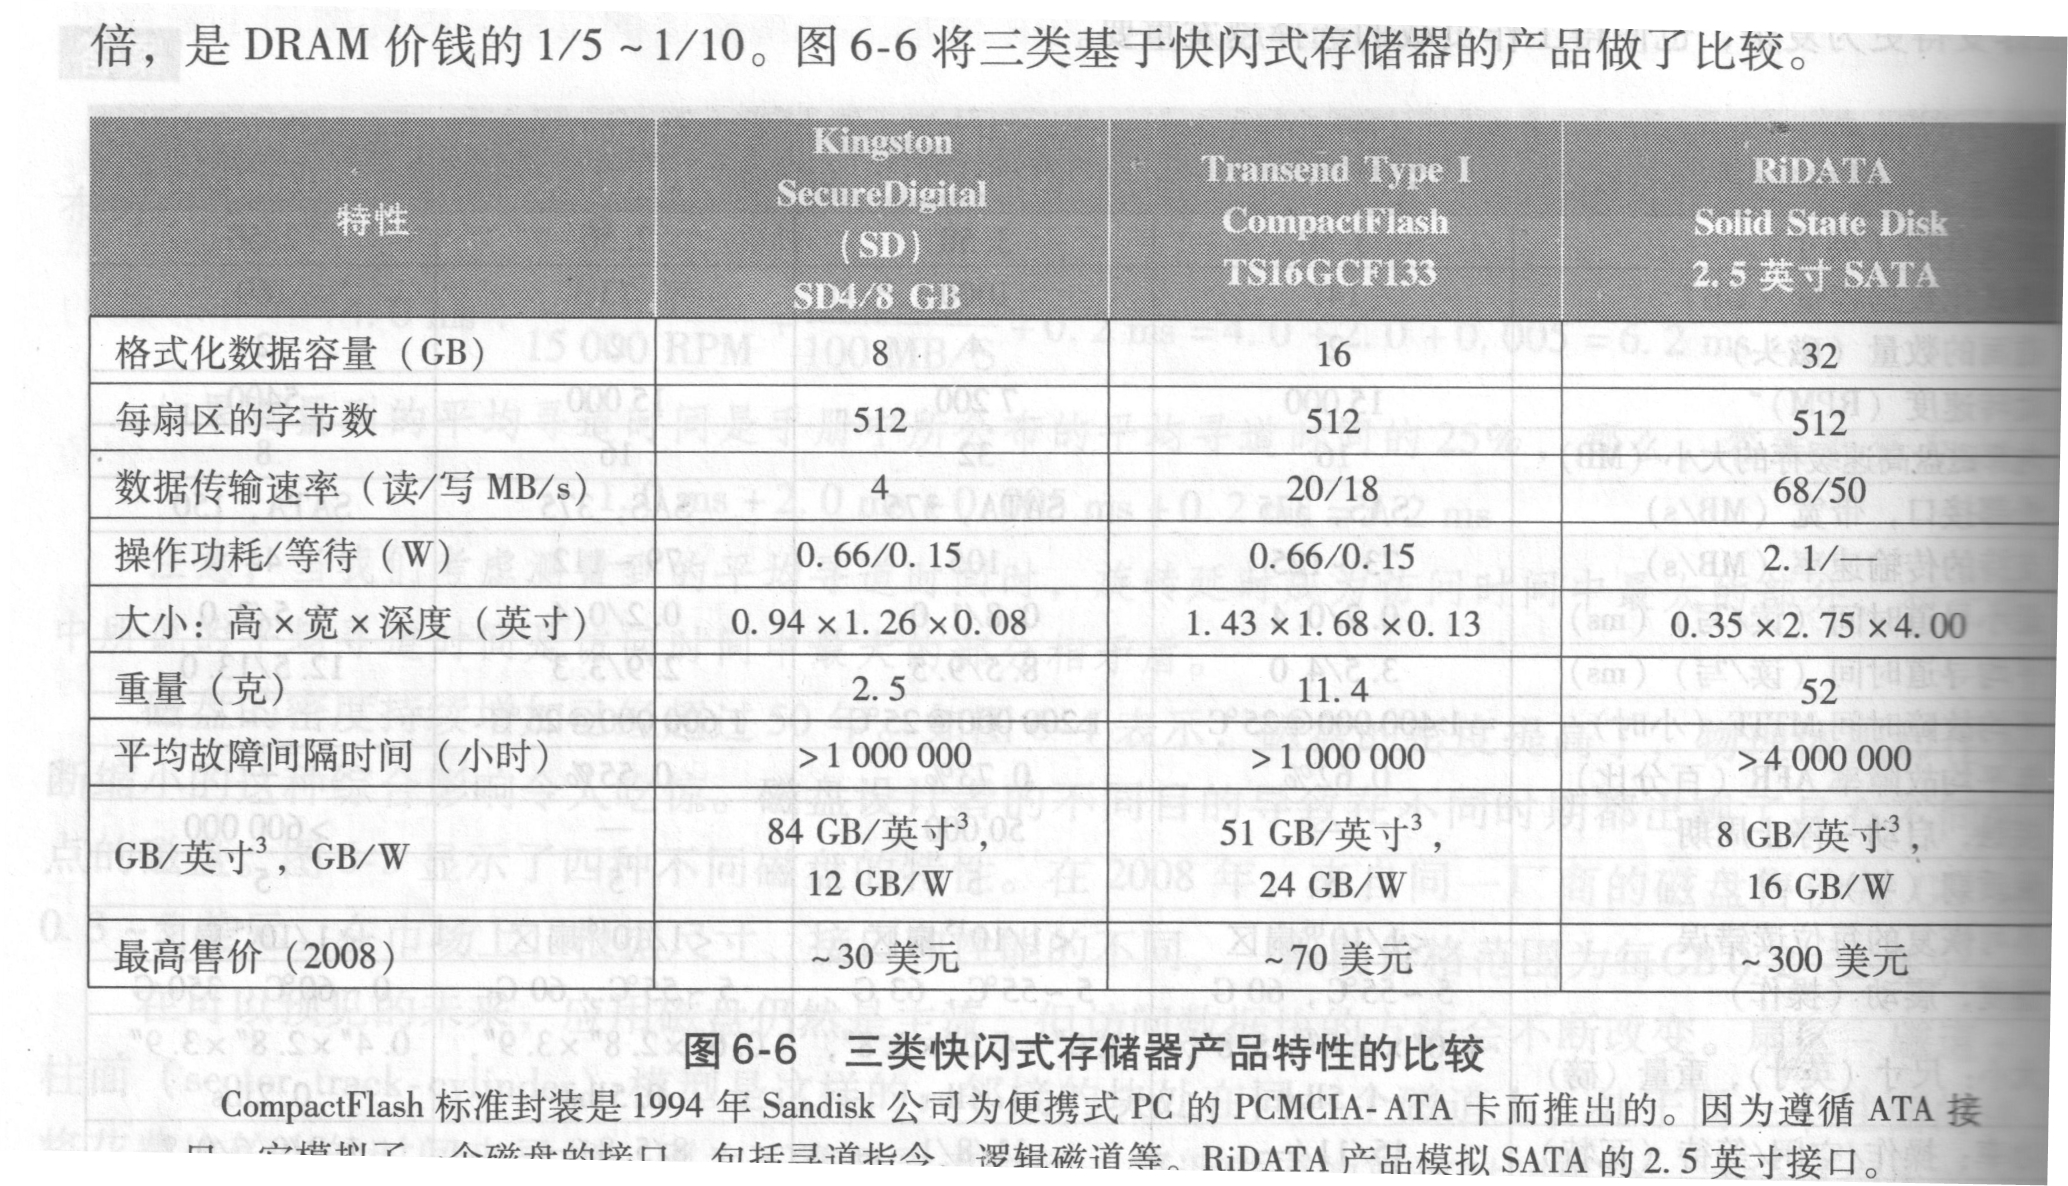 倍，是 DRAM 价钱的 1/5 ~ 1/10。图 6-6 将三类基于快闪式存储器的产品做了比较。
特性
Kingston
SecureDigital
(SD)
SD4/8 GB
Transend Type I
CompactFlash
TS16GCF133
RiDATA
Solid State Disk
2.5 英寸 SATA
格式化数据容量（GB） 8 16 32
每扇区的字节数 512 512 512
数据传输速率（读/写 MB/s） 4 20/18 68/50
操作功耗/等待（W） 0.66/0.15 0.66/0.15 2.1/—
大小：高×宽×深度（英寸） 0.94×1.26×0.08 1.43×1.68×0.13 0.35×2.75×4.00
重量（克） 2.5 11.4 52
平均故障间隔时间（小时） >1 000 000 >1 000 000 >4 000 000
GB/英寸³，GB/W
84 GB/英寸³，
12 GB/W
51 GB/英寸³，
24 GB/W
8 GB/英寸³，
16 GB/W
最高售价（2008） ~30 美元 ~70 美元 ~300 美元
图 6-6 三类快闪式存储器产品特性的比较
CompactFlash 标准封装是 1994 年 Sandisk 公司为便携式 PC 的 PCMCIA-ATA 卡而推出的。因为遵循 ATA 接
口，它模拟了一个磁盘的接口，包括寻道指令、逻辑磁道等。RiDATA 产品模拟 SATA 的 2.5 英寸接口。